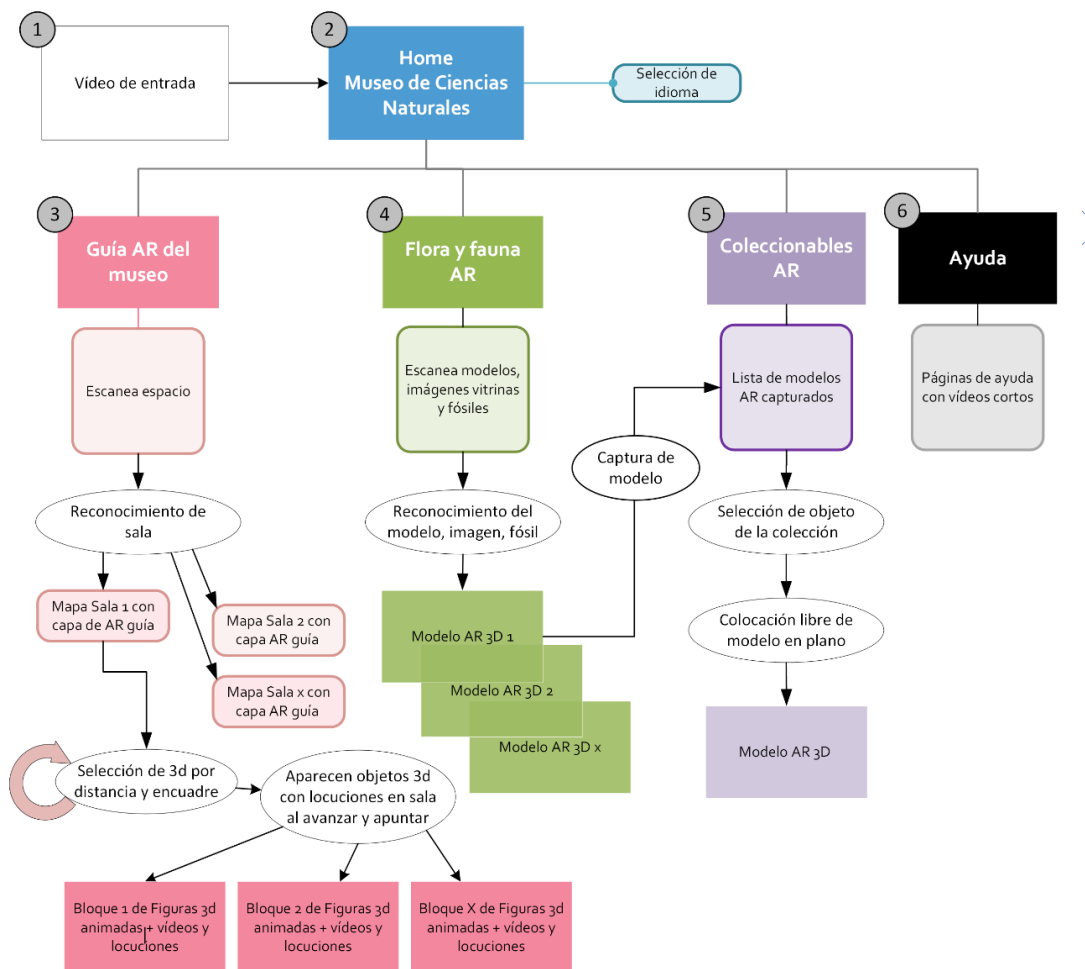 1
Vídeo de entrada
2
Home
Museo de Ciencias
Naturales
Selección de
idioma
3
Guía AR del
museo
4
Flora y fauna
AR
5
Coleccionables
AR
6
Ayuda
Escanea espacio
Escanea modelos,
imágenes vitrinas
y fósiles
Lista de modelos
AR capturados
Páginas de ayuda
con vídeos cortos
Captura de
modelo
Reconocimiento de
sala
Reconocimiento del
modelo, imagen, fósil
Selección de objeto
de la colección
Mapa Sala 1 con
capa de AR guía
Mapa Sala 2 con
capa AR guía
Mapa Sala x con
capa AR guía
Modelo AR 3D 1
Modelo AR 3D 2
Modelo AR 3D x
Colocación libre de
modelo en plano
Modelo AR 3D
Selección de 3d por
distancia y encuadre
Aparecen objetos 3d
con locuciones en sala
al avanzar y apuntar
Bloque 1 de Figuras 3d
animadas + vídeos y
locuciones
Bloque 2 de Figuras 3d
animadas + vídeos y
locuciones
Bloque X de Figuras 3d
animadas + vídeos y
locuciones